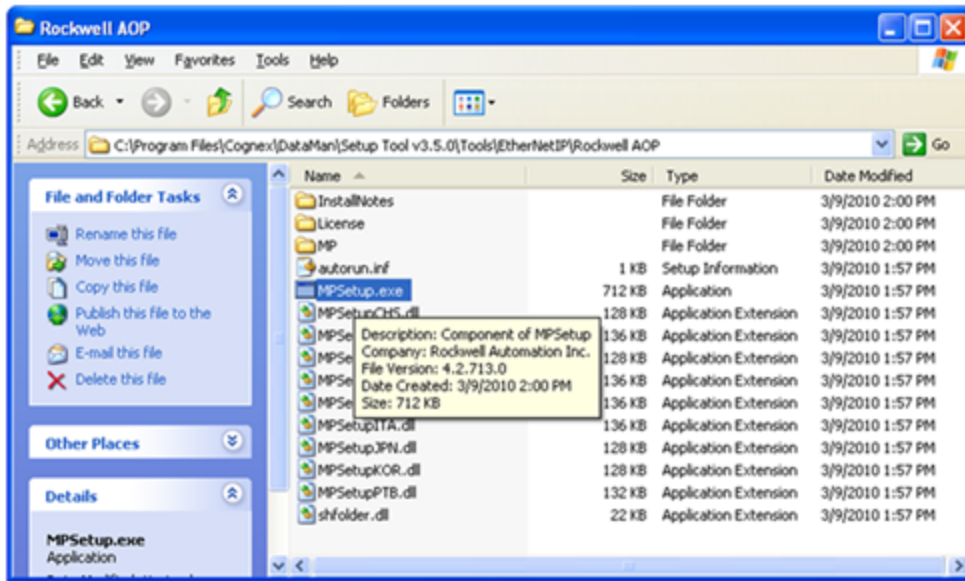 Rockwell AOP
File Edit View Favorites Tools Help
Back Search Folders
Address C:\Program Files\Cognex\DataMan\Setup Tool v3.5.0\Tools\EtherNetIP\Rockwell AOP Go
File and Folder Tasks
Rename this file
Move this file
Copy this file
Publish this file to the
Web
E-mail this file
Delete this file
Other Places
Details
MPSetup.exe
Application
Name Size Type Date Modified
InstallNotes File Folder 3/9/2010 2:00 PM
License File Folder 3/9/2010 2:00 PM
MP File Folder 3/9/2010 2:00 PM
autorun.inf 1 KB Setup Information 3/9/2010 1:57 PM
MPSetup.exe 712 KB Application 3/9/2010 1:57 PM
MPSetupCHS.dll 128 KB Application Extension 3/9/2010 1:57 PM
MPSe 136 KB Application Extension 3/9/2010 1:57 PM
MPSe 128 KB Application Extension 3/9/2010 1:57 PM
MPSe 136 KB Application Extension 3/9/2010 1:57 PM
MPSe 136 KB Application Extension 3/9/2010 1:57 PM
MPSetupITA.dll 136 KB Application Extension 3/9/2010 1:57 PM
MPSetupJPN.dll 128 KB Application Extension 3/9/2010 1:57 PM
MPSetupKOR.dll 128 KB Application Extension 3/9/2010 1:57 PM
MPSetupPTB.dll 132 KB Application Extension 3/9/2010 1:57 PM
shfolder.dll 22 KB Application Extension 3/9/2010 1:57 PM
Description: Component of MPSetup
Company: Rockwell Automation Inc.
File Version: 4.2.713.0
Date Created: 3/9/2010 2:00 PM
Size: 712 KB